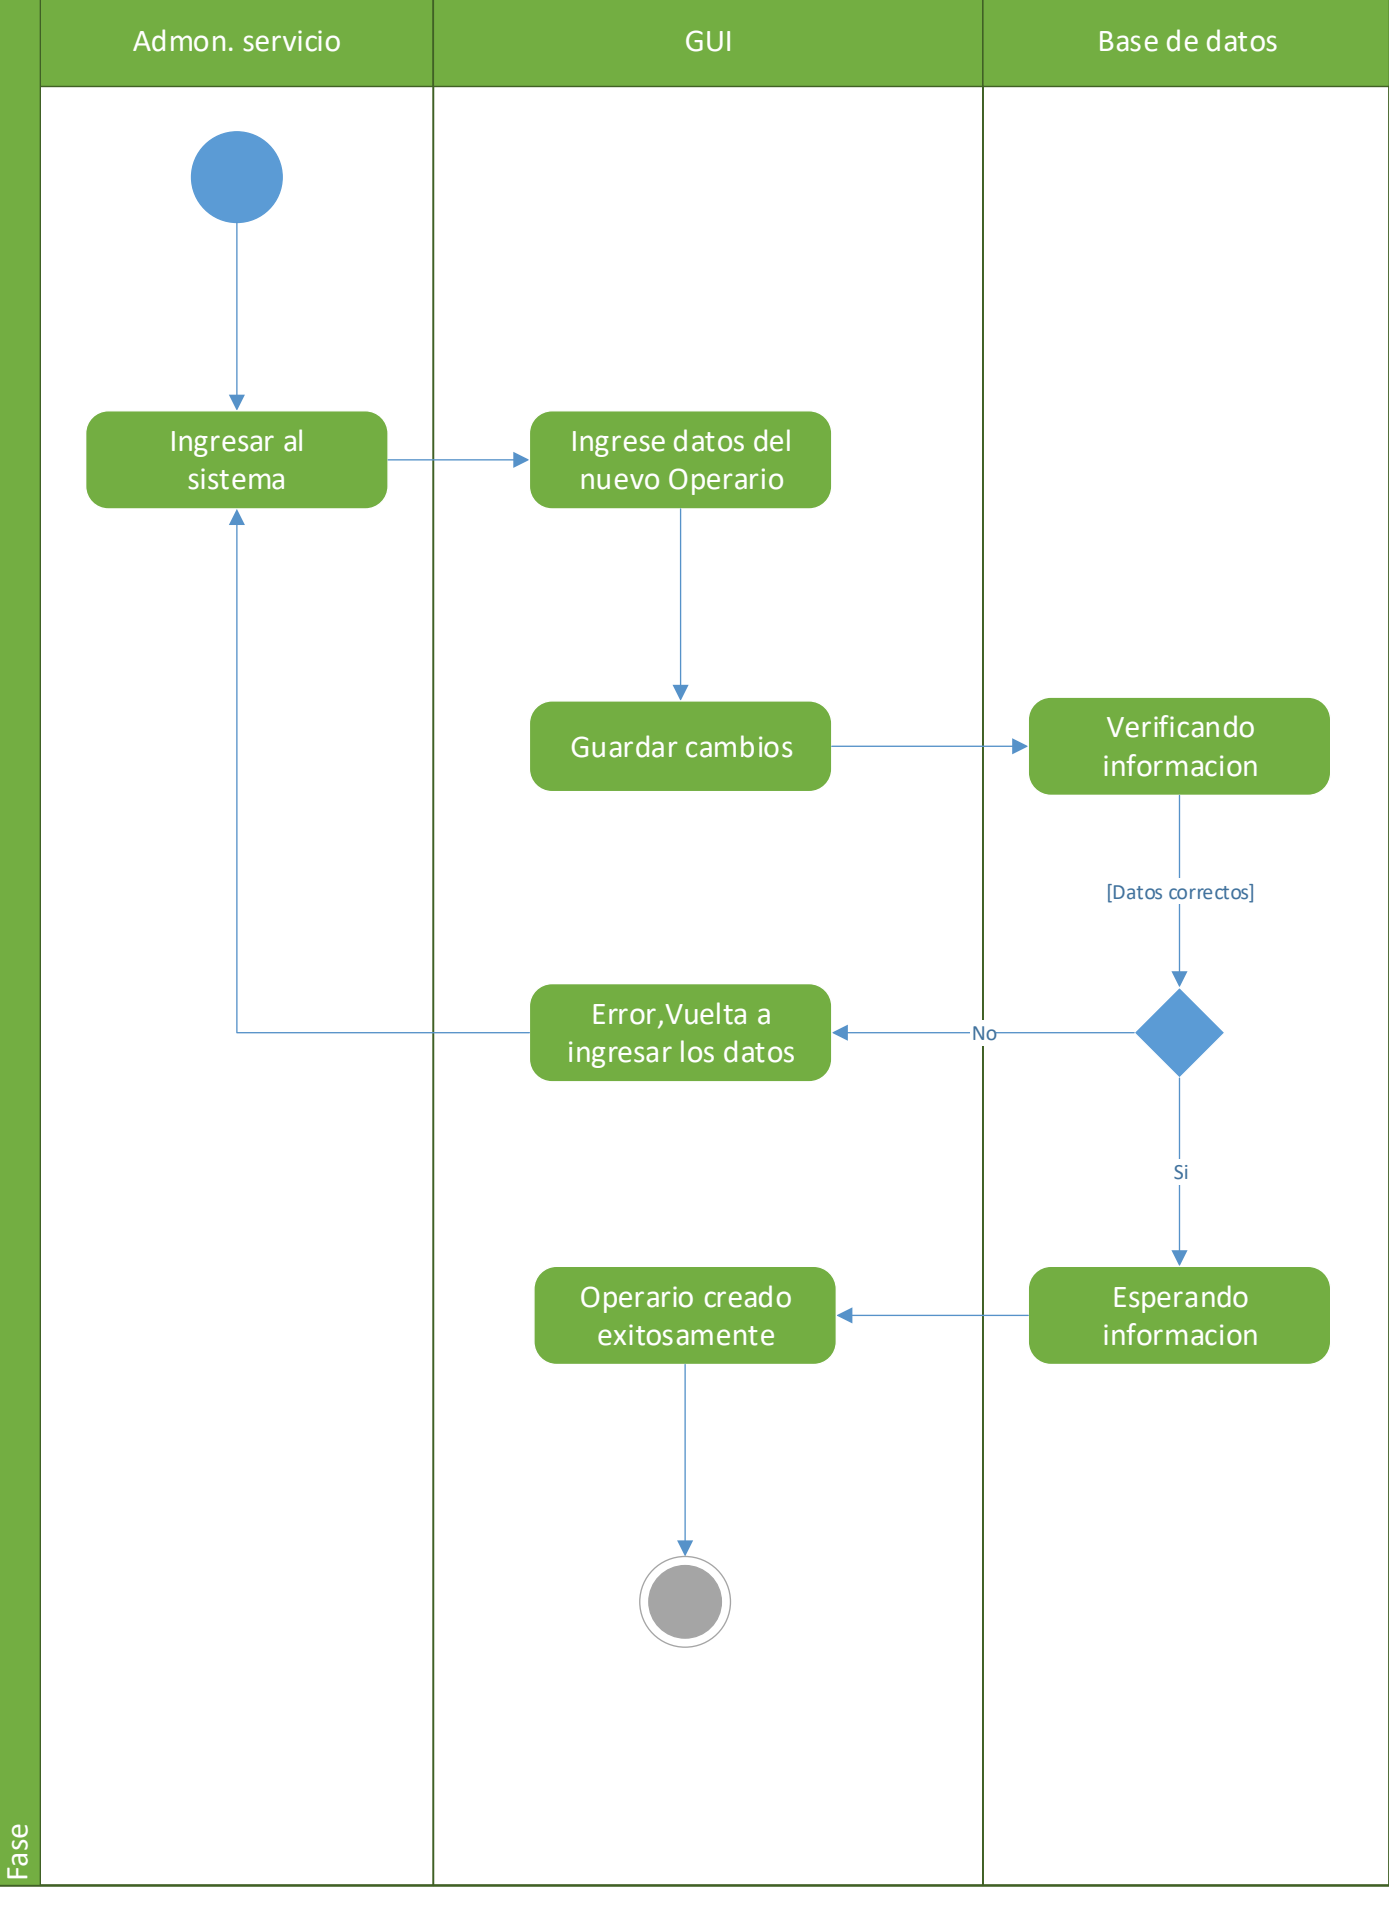 Admon. servicio
GUI
Base de datos
Ingresar al
sistema
Ingrese datos del
nuevo Operario
Guardar cambios
Verificando
informacion
[Datos correctos]
Error,Vuelta a
ingresar los datos
No
Si
Operario creado
exitosamente
Esperando
informacion
Fase